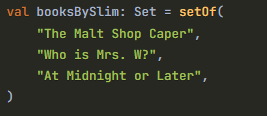 val booksBySlim: Set = setOf(
    "The Malt Shop Caper",
    "Who is Mrs. W?",
    "At Midnight or Later",
)